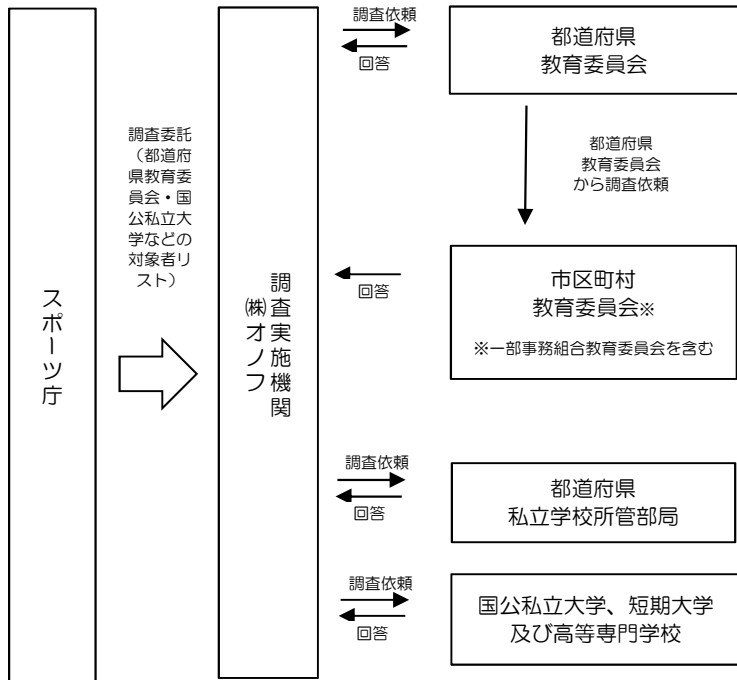 スポーツ庁
調査委託
（都道府
県教育委
員会・国
公私立大
学などの
対象者リ
スト）
調査実施機関
㈱オノフ
調査依頼
回答
都道府県
教育委員会
都道府県
教育委員会
から調査依頼
回答
市区町村
教育委員会※
※一部事務組合教育委員会を含む
調査依頼
回答
都道府県
私立学校所管部局
調査依頼
回答
国公私立大学、短期大学
及び高等専門学校